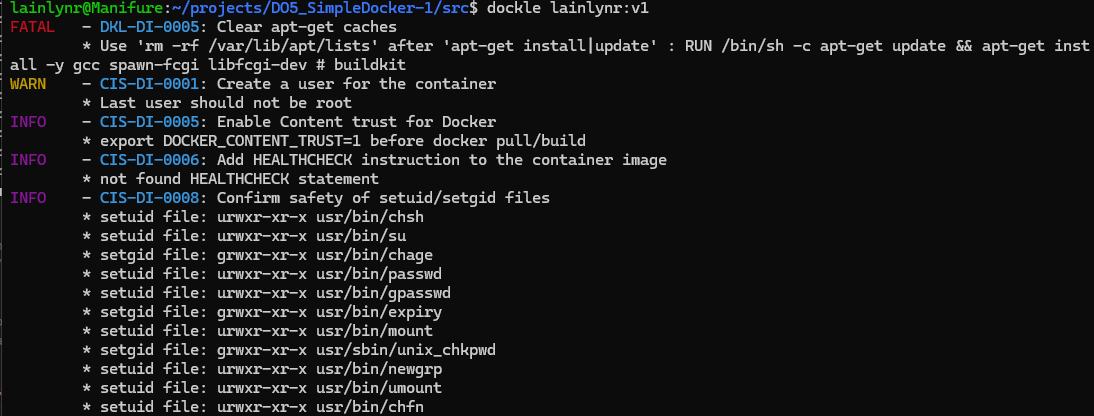 lainlynr@Manifure:~/projects/DO5_SimpleDocker-1/src$ dockle lainlynr:v1
FATAL - DKL-DI-0005: Clear apt-get caches
* Use 'rm -rf /var/lib/apt/lists' after 'apt-get install|update' : RUN /bin/sh -c apt-get update && apt-get inst
all -y gcc spawn-fcgi libfcgi-dev # buildkit
WARN - CIS-DI-0001: Create a user for the container
* Last user should not be root
INFO - CIS-DI-0005: Enable Content trust for Docker
* export DOCKER_CONTENT_TRUST=1 before docker pull/build
INFO - CIS-DI-0006: Add HEALTHCHECK instruction to the container image
* not found HEALTHCHECK statement
INFO - CIS-DI-0008: Confirm safety of setuid/setgid files
* setuid file: urwxr-xr-x usr/bin/chsh
* setuid file: urwxr-xr-x usr/bin/su
* setgid file: grwxr-xr-x usr/bin/chage
* setuid file: urwxr-xr-x usr/bin/passwd
* setuid file: urwxr-xr-x usr/bin/gpasswd
* setgid file: grwxr-xr-x usr/bin/expiry
* setuid file: urwxr-xr-x usr/bin/mount
* setgid file: grwxr-xr-x usr/sbin/unix_chkpwd
* setuid file: urwxr-xr-x usr/bin/newgrp
* setuid file: urwxr-xr-x usr/bin/umount
* setuid file: urwxr-xr-x usr/bin/chfn